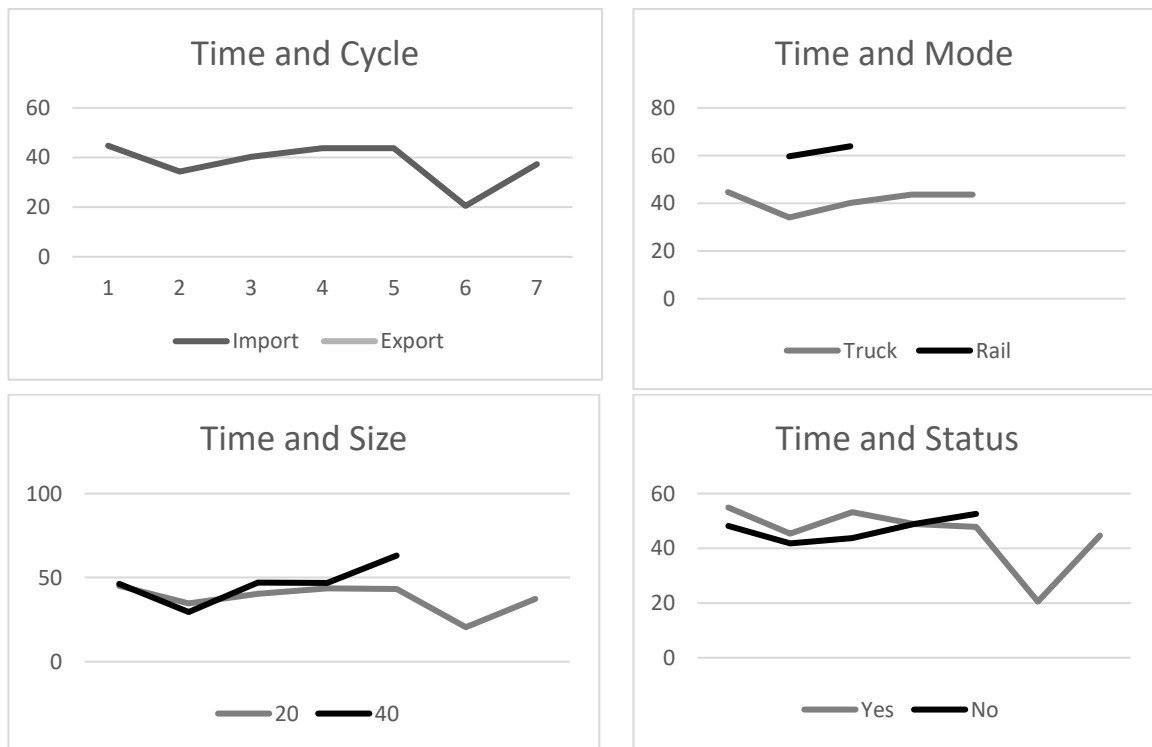 Time and Cycle
60
40
20
0
1 2 3 4 5 6 7
Import Export
Time and Mode
80
60
40
20
0
Truck Rail
Time and Size
100
50
0
20 40
Time and Status
60
40
20
0
Yes No